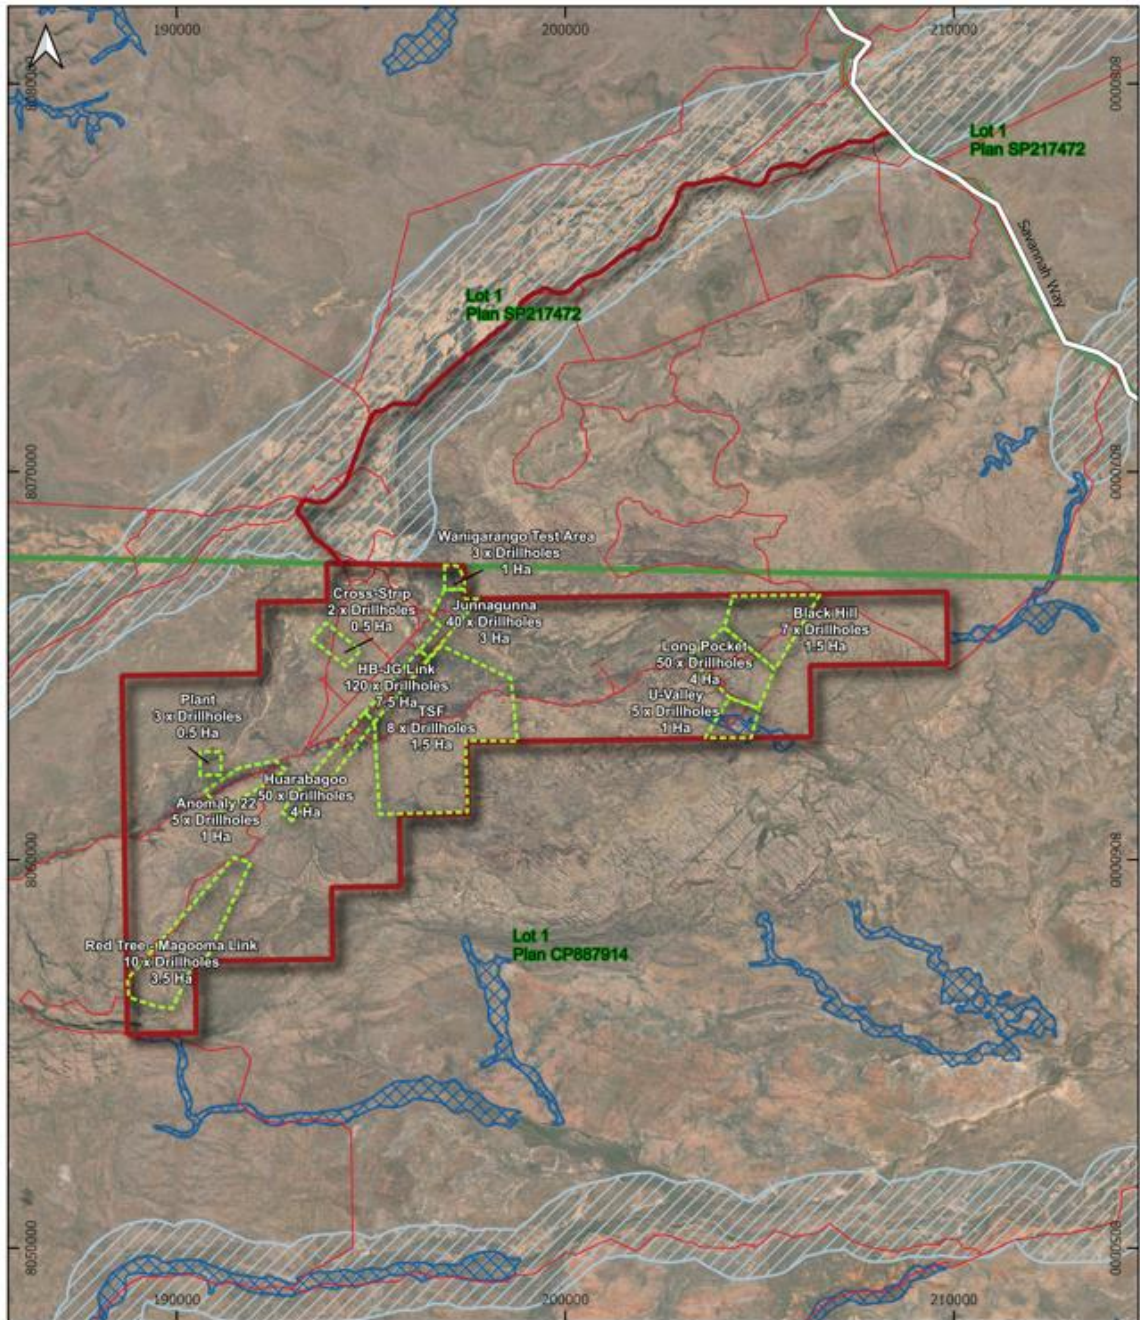 190000
200000
210000
8080000
8080000
Lot 1
Plan SP217472
Savannah Way
Lot 1
Plan SP217472
8070000
8070000
Wanigarango Test Area
3 x Drillholes
1 Ha
Cross-Strip
2 x Drillholes
0.5 Ha
Junnagunna
40 x Drillholes
3 Ha
Black Hill
7 x Drillholes
1.5 Ha
Long Pocket
50 x Drillholes
4 Ha
HB-JG Link
120 x Drillholes
7.5 Ha
U-Valley
5 x Drillholes
1 Ha
Plant
3 x Drillholes
0.5 Ha
TSF
8 x Drillholes
1.5 Ha
Huarabagoo
50 x Drillholes
4 Ha
Anomaly 22
5 x Drillholes
1 Ha
8060000
8060000
Lot 1
Plan CP887914
Red Tree - Magooma Link
10 x Drillholes
3.5 Ha
8050000
8050000
190000
200000
210000